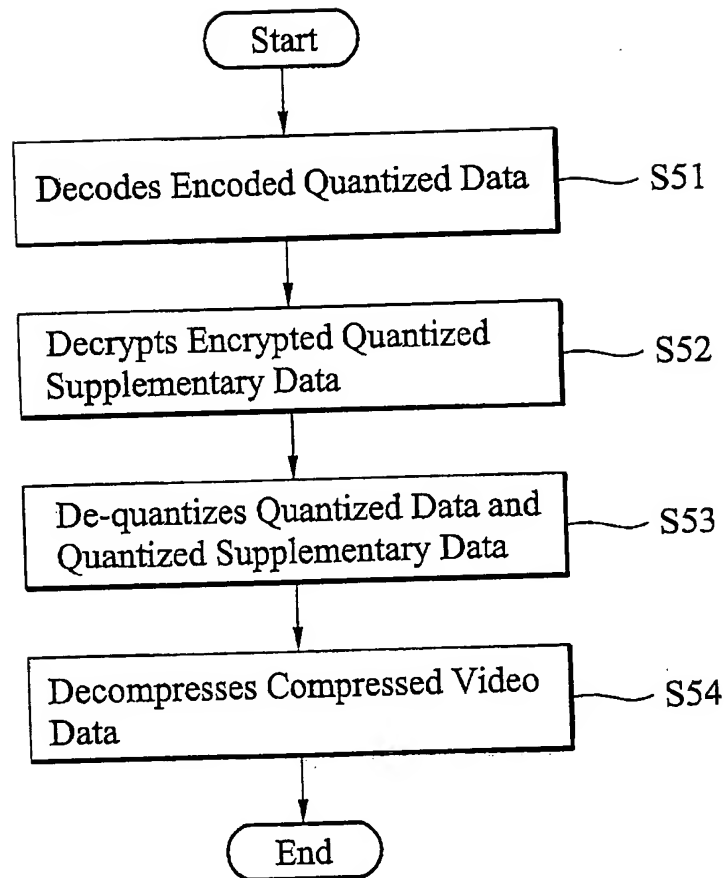 Start
Decodes Encoded Quantized Data
S51
Decrypts Encrypted Quantized
Supplementary Data
S52
De-quantizes Quantized Data and
Quantized Supplementary Data
S53
Decompresses Compressed Video
Data
S54
End